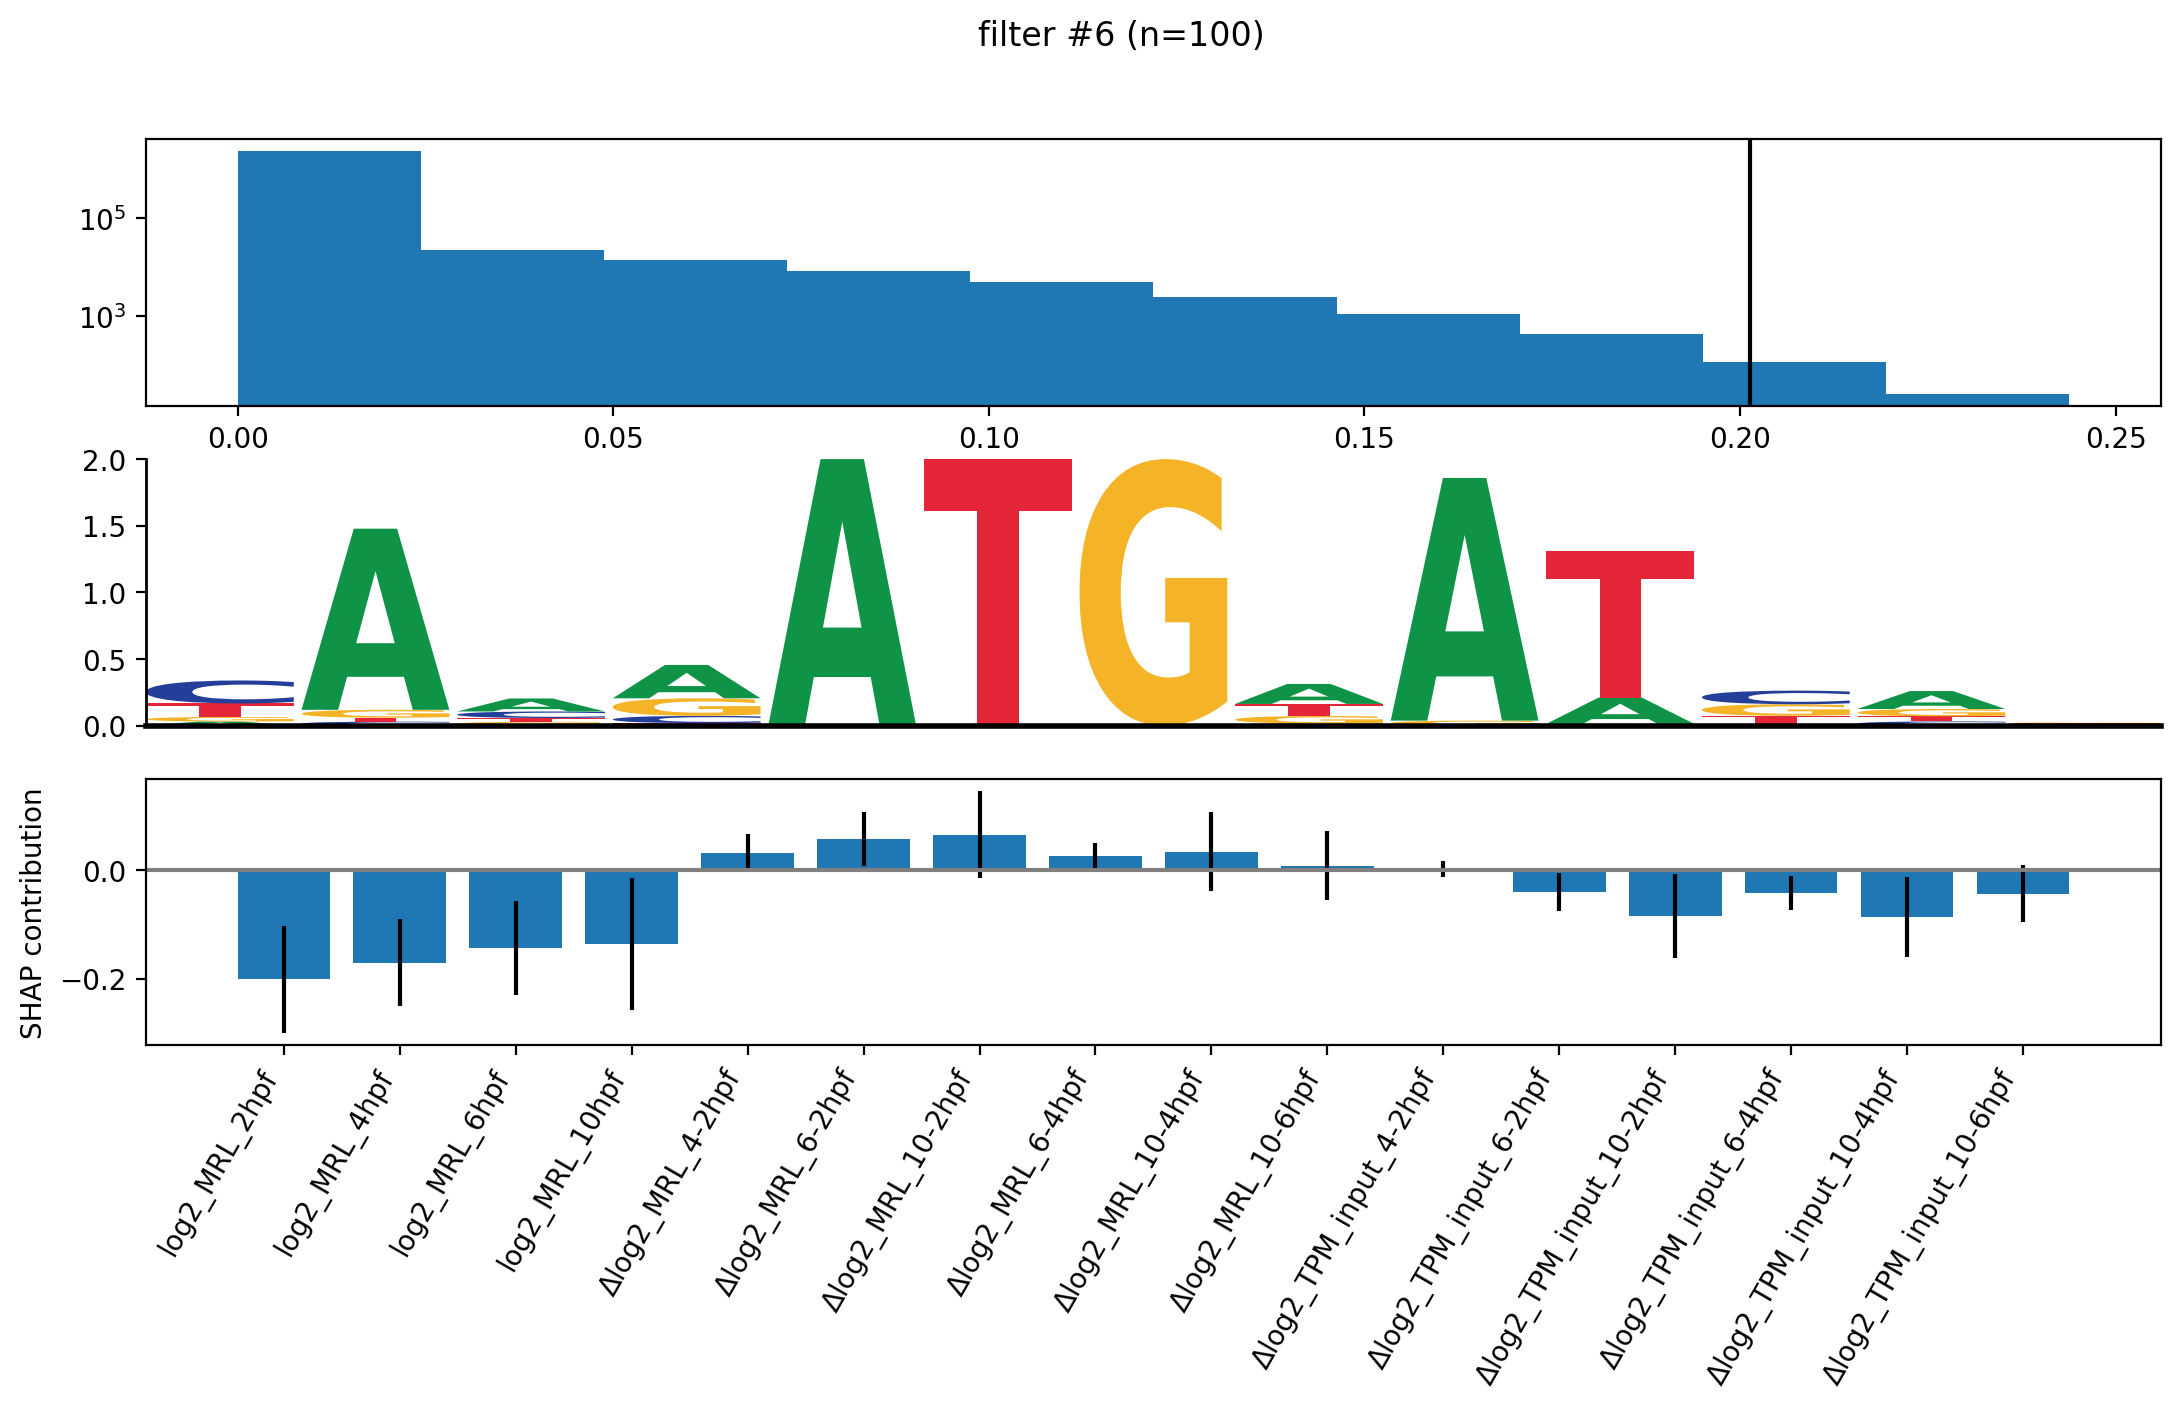 filter #6 (n=100)
10^5
10^3
0.00 0.05 0.10 0.15 0.20 0.25
2.0
1.5
1.0
0.5
0.0
C A A A A T G A A T C A
T G C G T A G G
G T T C G T T
A C C
SHAP contribution
0.0
−0.2
log2_MRL_2hpf
log2_MRL_4hpf
log2_MRL_6hpf
log2_MRL_10hpf
Δlog2_MRL_4-2hpf
Δlog2_MRL_6-2hpf
Δlog2_MRL_10-2hpf
Δlog2_MRL_6-4hpf
Δlog2_MRL_10-4hpf
Δlog2_MRL_10-6hpf
Δlog2_TPM_input_4-2hpf
Δlog2_TPM_input_6-2hpf
Δlog2_TPM_input_10-2hpf
Δlog2_TPM_input_6-4hpf
Δlog2_TPM_input_10-4hpf
Δlog2_TPM_input_10-6hpf